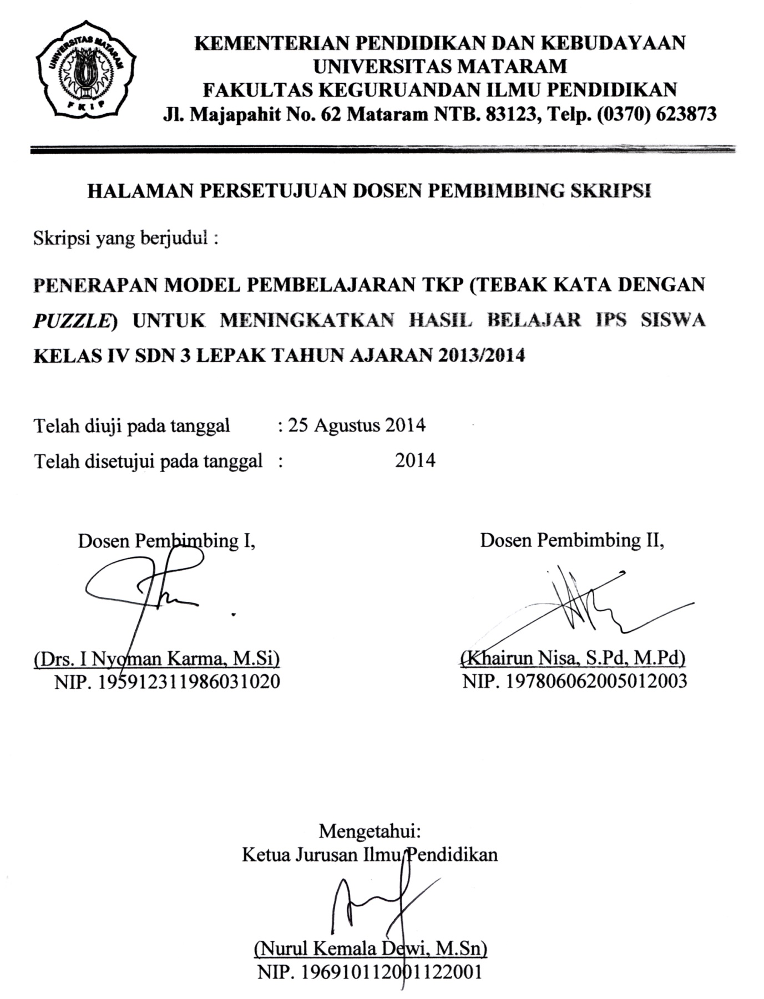 UNIVERSITAS MATARAM
FKIP
KEMENTERIAN PENDIDIKAN DAN KEBUDAYAAN
UNIVERSITAS MATARAM
FAKULTAS KEGURUANDAN ILMU PENDIDIKAN
Jl. Majapahit No. 62 Mataram NTB. 83123, Telp. (0370) 623873
HALAMAN PERSETUJUAN DOSEN PEMBIMBING SKRIPSI
Skripsi yang berjudul :
PENERAPAN MODEL PEMBELAJARAN TKP (TEBAK KATA DENGAN
PUZZLE) UNTUK MENINGKATKAN HASIL BELAJAR IPS SISWA
KELAS IV SDN 3 LEPAK TAHUN AJARAN 2013/2014
Telah diuji pada tanggal : 25 Agustus 2014
Telah disetujui pada tanggal : 2014
Dosen Pembimbing I, Dosen Pembimbing II,
(Drs. I Nyoman Karma, M.Si) (Khairun Nisa, S.Pd, M.Pd)
NIP. 195912311986031020 NIP. 197806062005012003
Mengetahui:
Ketua Jurusan Ilmu Pendidikan
(Nurul Kemala Dewi, M.Sn)
NIP. 196910112001122001